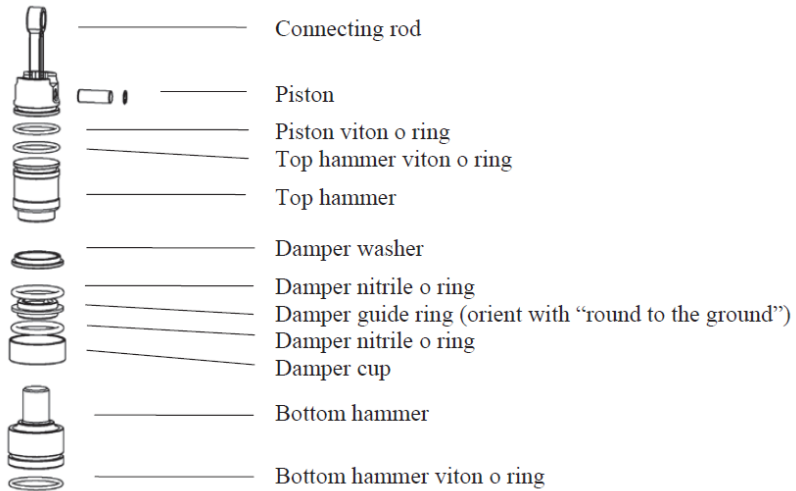 Connecting rod
Piston
Piston viton o ring
Top hammer viton o ring
Top hammer
Damper washer
Damper nitrile o ring
Damper guide ring (orient with “round to the ground”)
Damper nitrile o ring
Damper cup
Bottom hammer
Bottom hammer viton o ring